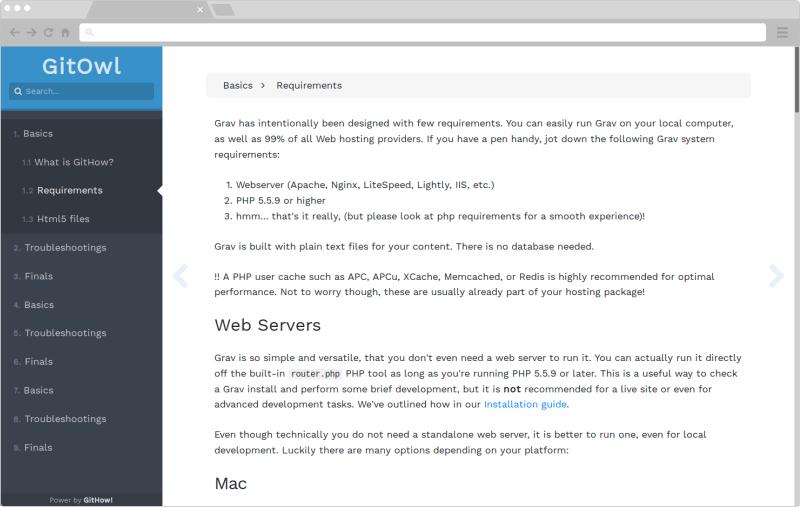 GitOwl
Search...
1. Basics
1.1 What is GitHow?
1.2 Requirements
1.3 Html5 files
2. Troubleshootings
3. Finals
4. Basics
5. Troubleshootings
6. Finals
7. Basics
8. Troubleshootings
9. Finals
Power by GitHow!
Basics > Requirements
Grav has intentionally been designed with few requirements. You can easily run Grav on your local computer,
as well as 99% of all Web hosting providers. If you have a pen handy, jot down the following Grav system
requirements:
1. Webserver (Apache, Nginx, LiteSpeed, Lightly, IIS, etc.)
2. PHP 5.5.9 or higher
3. hmm... that's it really, (but please look at php requirements for a smooth experience)!
Grav is built with plain text files for your content. There is no database needed.
!! A PHP user cache such as APC, APCu, XCache, Memcached, or Redis is highly recommended for optimal
performance. Not to worry though, these are usually already part of your hosting package!
Web Servers
Grav is so simple and versatile, that you don't even need a web server to run it. You can actually run it directly
off the built-in router.php PHP tool as long as you're running PHP 5.5.9 or later. This is a useful way to check
a Grav install and perform some brief development, but it is not recommended for a live site or even for
advanced development tasks. We've outlined how in our Installation guide.
Even though technically you do not need a standalone web server, it is better to run one, even for local
development. Luckily there are many options depending on your platform:
Mac